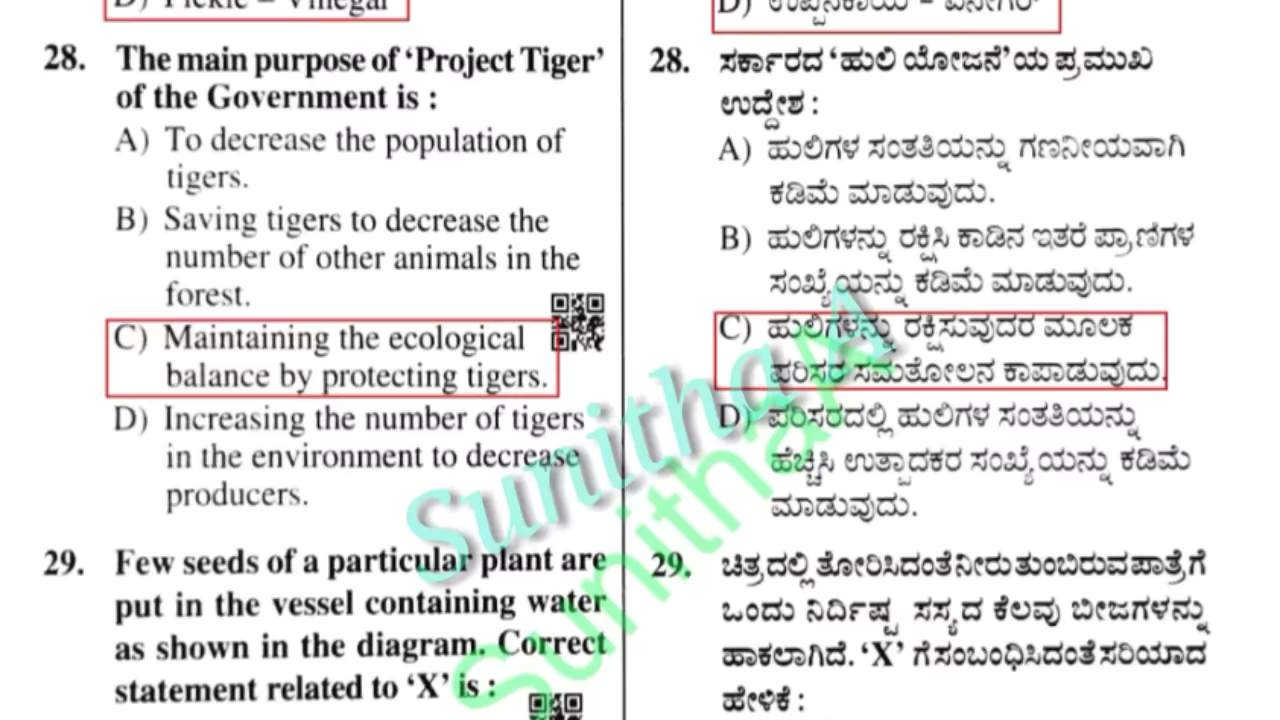 D) Pickle – Vinegar
28. The main purpose of ‘Project Tiger’
of the Government is :
A) To decrease the population of
tigers.
B) Saving tigers to decrease the
number of other animals in the
forest.
C) Maintaining the ecological
balance by protecting tigers.
D) Increasing the number of tigers
in the environment to decrease
producers.
29. Few seeds of a particular plant are
put in the vessel containing water
as shown in the diagram. Correct
statement related to ‘X’ is :
D) ಉಪ್ಪಿನಕಾಯಿ – ವಿನೇಗರ್
28. ಸರ್ಕಾರದ ‘ಹುಲಿ ಯೋಜನೆ’ಯ ಪ್ರಮುಖ
ಉದ್ದೇಶ :
A) ಹುಲಿಗಳ ಸಂತತಿಯನ್ನು ಗಣನೀಯವಾಗಿ
ಕಡಿಮೆ ಮಾಡುವುದು.
B) ಹುಲಿಗಳನ್ನು ರಕ್ಷಿಸಿ ಕಾಡಿನ ಇತರೆ ಪ್ರಾಣಿಗಳ
ಸಂಖ್ಯೆಯನ್ನು ಕಡಿಮೆ ಮಾಡುವುದು.
C) ಹುಲಿಗಳನ್ನು ರಕ್ಷಿಸುವುದರ ಮೂಲಕ
ಪರಿಸರ ಸಮತೋಲನ ಕಾಪಾಡುವುದು.
D) ಪರಿಸರದಲ್ಲಿ ಹುಲಿಗಳ ಸಂತತಿಯನ್ನು
ಹೆಚ್ಚಿಸಿ ಉತ್ಪಾದಕರ ಸಂಖ್ಯೆಯನ್ನು ಕಡಿಮೆ
ಮಾಡುವುದು.
29. ಚಿತ್ರದಲ್ಲಿ ತೋರಿಸಿದಂತೆ ನೀರು ತುಂಬಿರುವ ಪಾತ್ರೆಗೆ
ಒಂದು ನಿರ್ದಿಷ್ಟ ಸಸ್ಯದ ಕೆಲವು ಬೀಜಗಳನ್ನು
ಹಾಕಲಾಗಿದೆ. ‘X’ ಗೆ ಸಂಬಂಧಿಸಿದಂತೆ ಸರಿಯಾದ
ಹೇಳಿಕೆ :
Sunitha A
Sunitha A